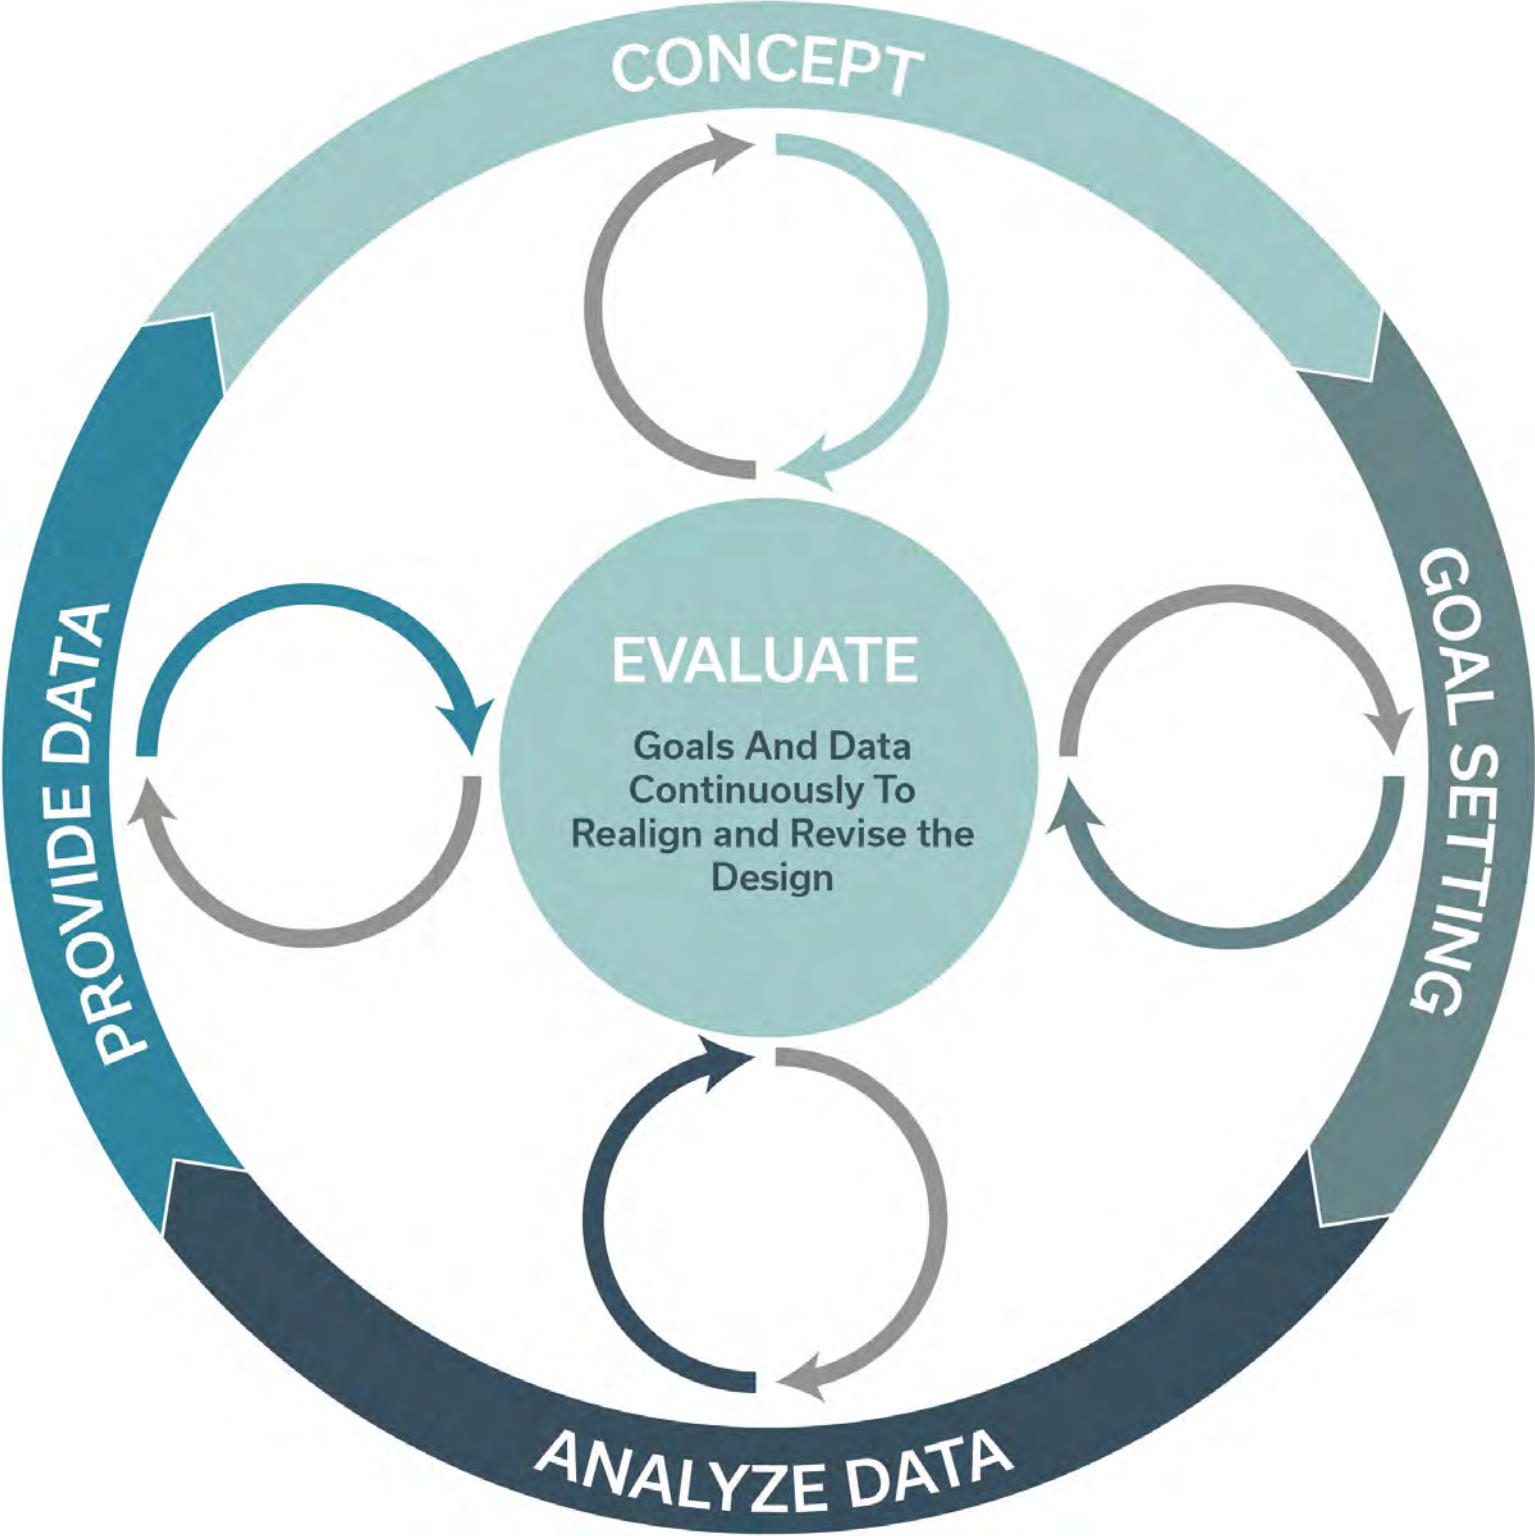 CONCEPT
GOAL SETTING
ANALYZE DATA
PROVIDE DATA
EVALUATE
Goals And Data
Continuously To
Realign and Revise the
Design